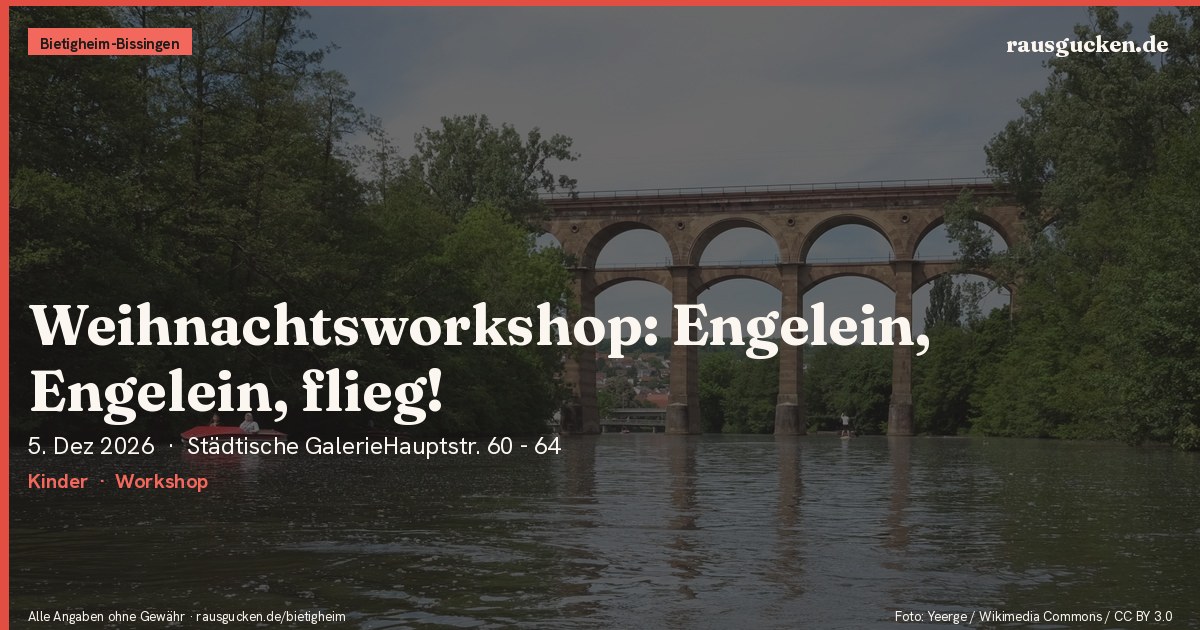 Bietigheim-Bissingen
rausgucken.de
Weihnachtsworkshop: Engelein,
Engelein, flieg!
5. Dez 2026 · Städtische GalerieHauptstr. 60 - 64
Kinder · Workshop
Alle Angaben ohne Gewähr · rausgucken.de/bietigheim
Foto: Yeerge / Wikimedia Commons / CC BY 3.0